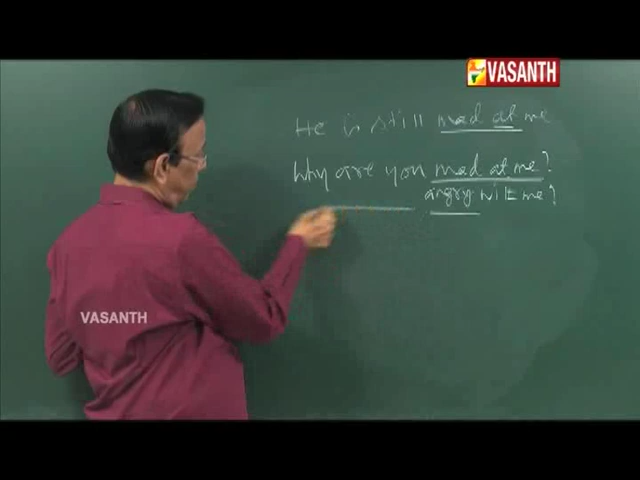 VASANTH
He is still mad at me
Why are you mad at me?
angry with me?
VASANTH